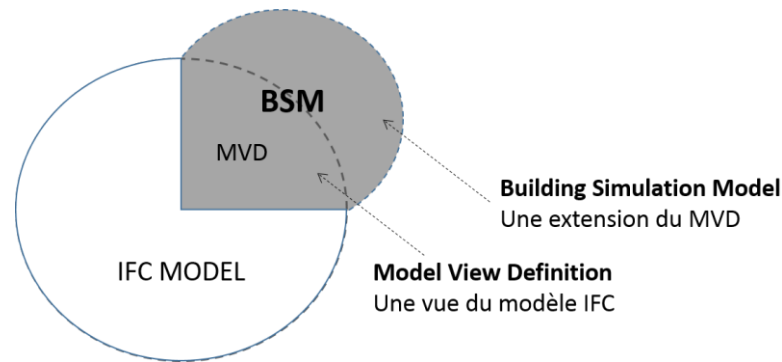 BSM
MVD
Building Simulation Model
Une extension du MVD
IFC MODEL
Model View Definition
Une vue du modèle IFC